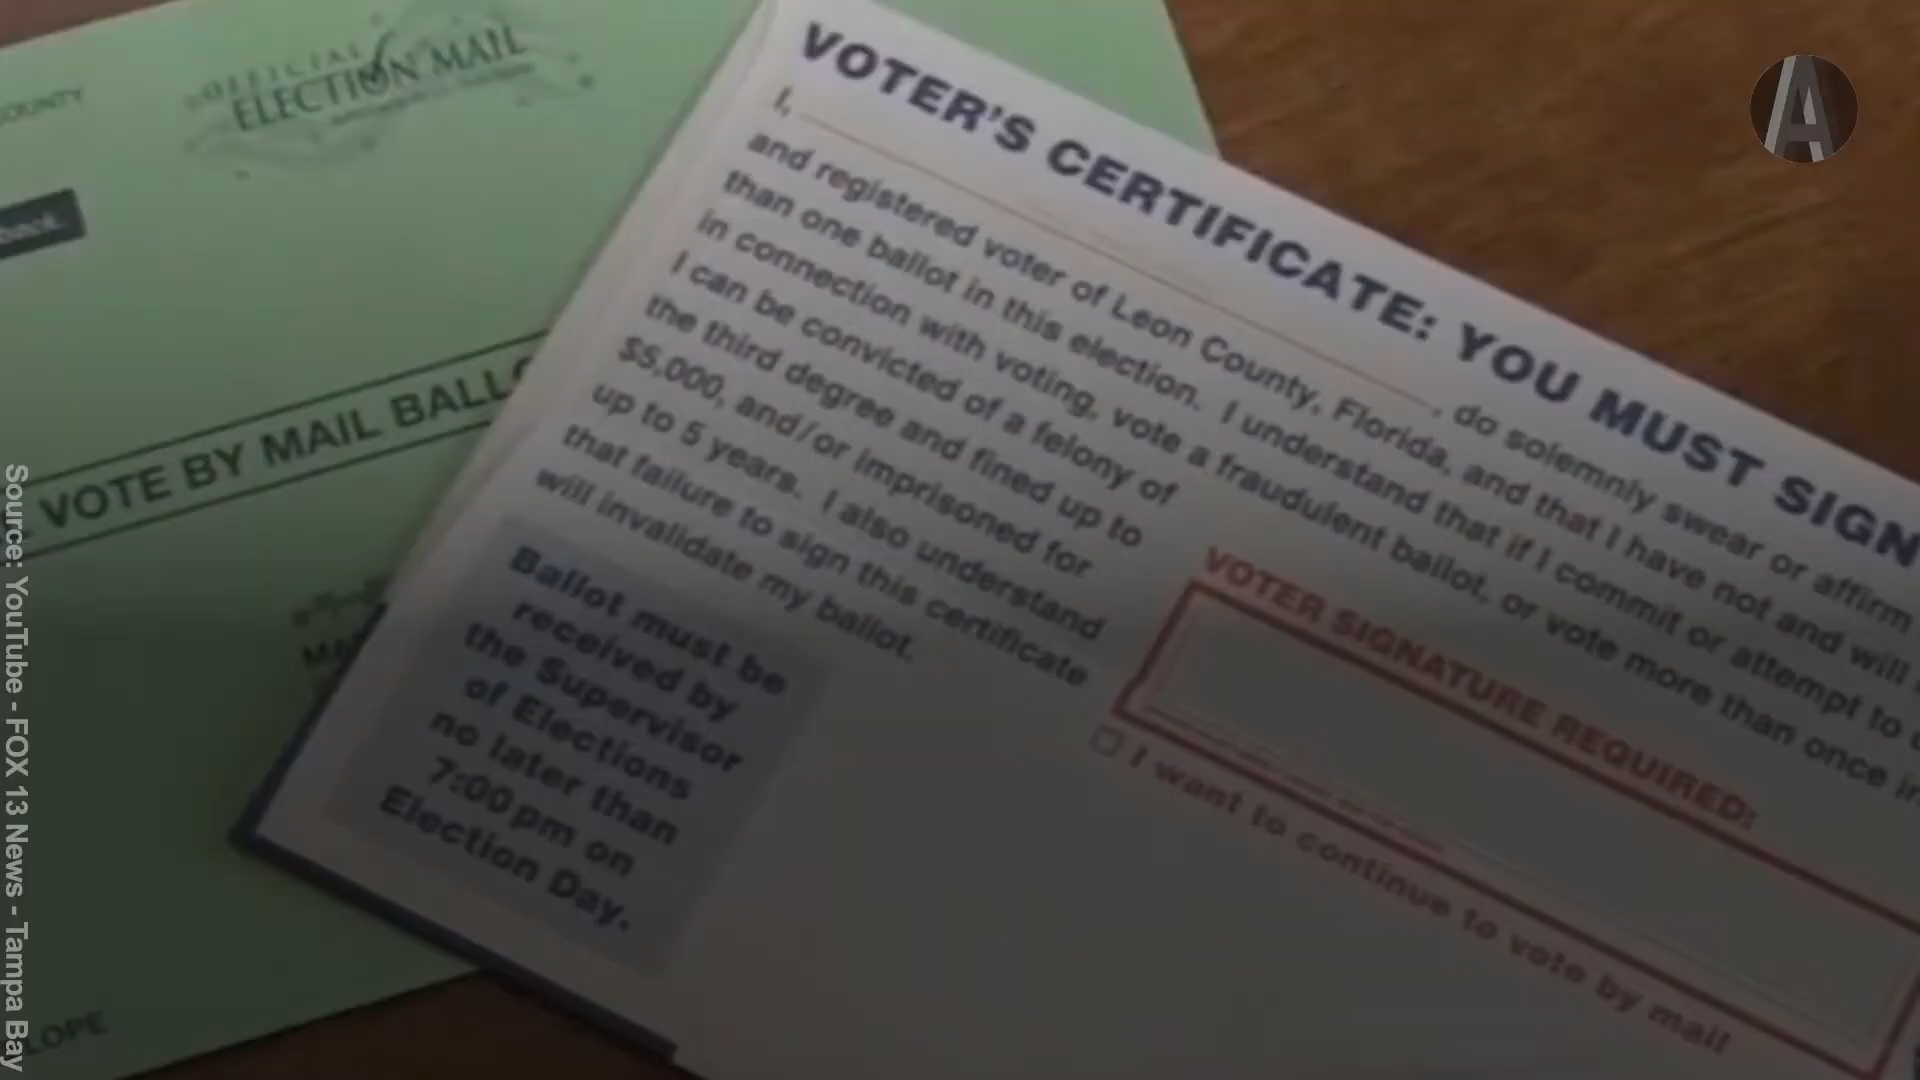 COUNTY
OFFICIAL
ELECTION MAIL
VOTE BY MAIL
LOPE
VOTER'S CERTIFICATE: YOU MUST SIGN
I,
, do solemnly swear or affirm
and registered voter of Leon County, Florida, and that I have not and will
than one ballot in this election. I understand that if I commit or attempt to
in connection with voting, vote a fraudulent ballot, or vote more than once in
I can be convicted of a felony of
the third degree and fined up to
$5,000, and/or imprisoned for
up to 5 years. I also understand
that failure to sign this certificate
will invalidate my ballot.
Ballot must be
received by
the Supervisor
of Elections
no later than
7:00 pm on
Election Day.
VOTER SIGNATURE REQUIRED:
I want to continue to vote by mail
A
Source: YouTube - FOX 13 News - Tampa Bay